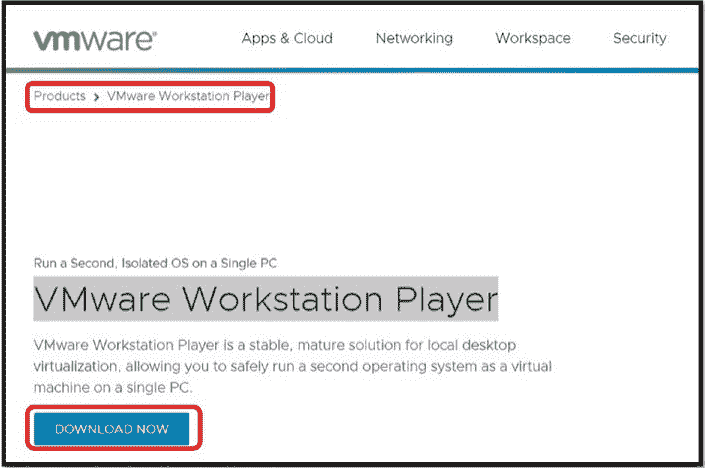 vmware®
Apps & Cloud Networking Workspace Security
Products > VMware Workstation Player
Run a Second, Isolated OS on a Single PC
VMware Workstation Player
VMware Workstation Player is a stable, mature solution for local desktop
virtualization, allowing you to safely run a second operating system as a virtual
machine on a single PC.
DOWNLOAD NOW